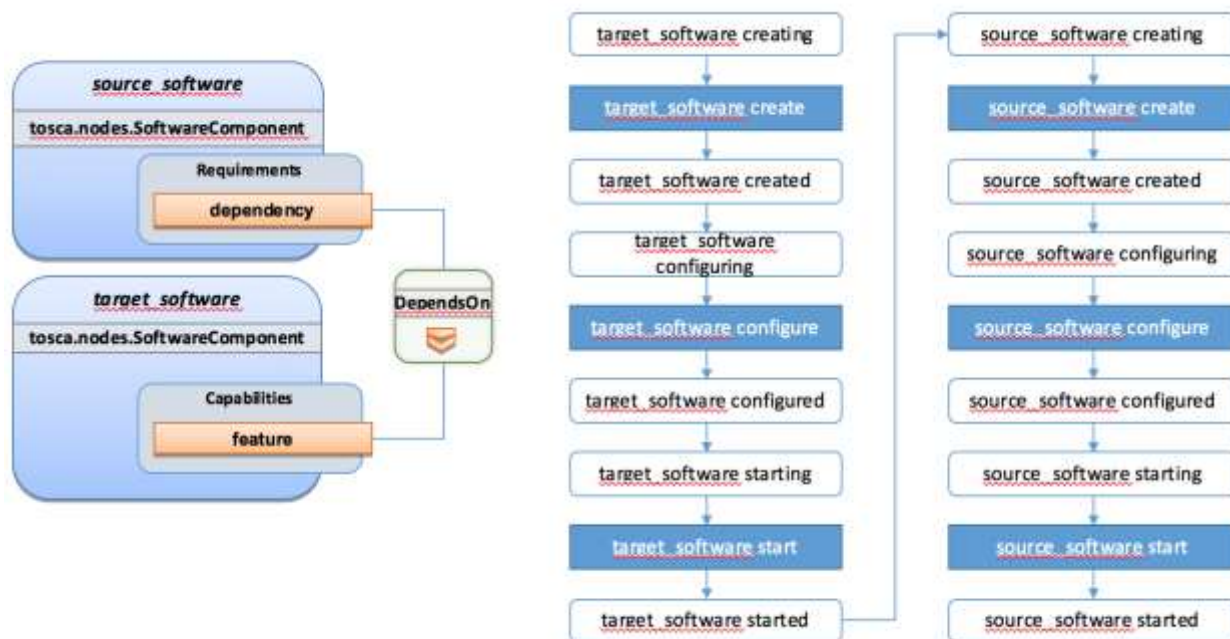 source_software
tosca.nodes.SoftwareComponent
Requirements
dependency
target_software
tosca.nodes.SoftwareComponent
Capabilities
feature
DependsOn
target_software creating
target_software create
target_software created
target_software
configuring
target_software configure
target_software configured
target_software starting
target_software start
target_software started
source_software creating
source_software create
source_software created
source_software configuring
source_software configure
source_software configured
source_software starting
source_software start
source_software started